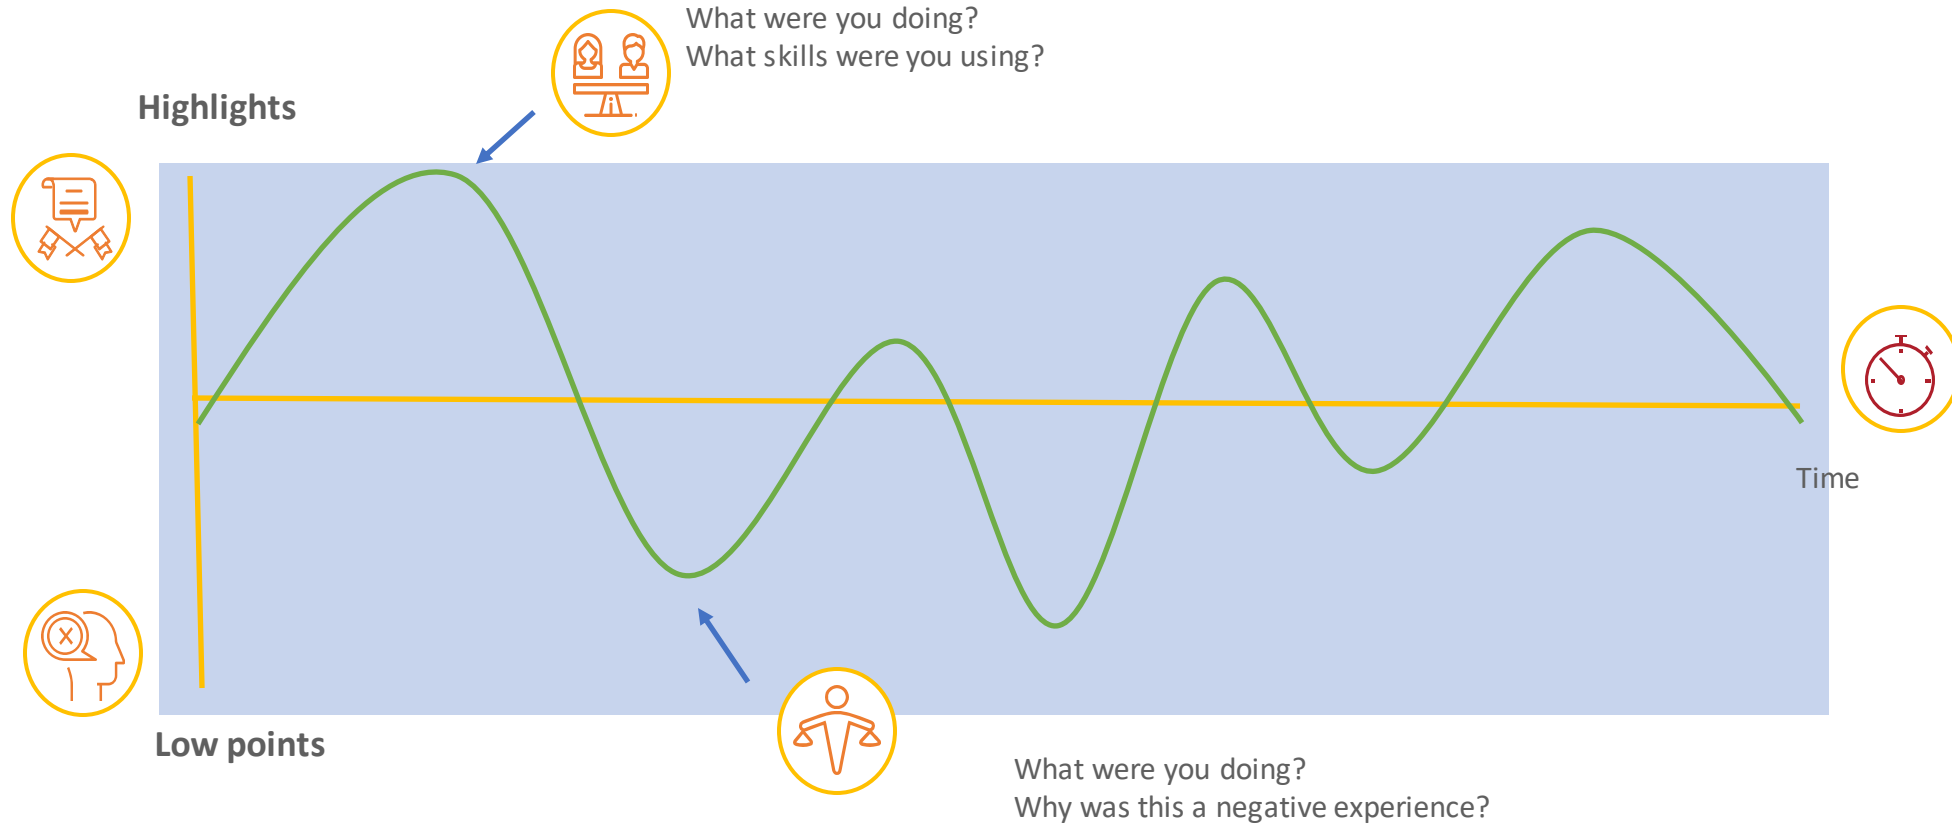 What were you doing?
What skills were you using?
Highlights
Time
Low points
What were you doing?
Why was this a negative experience?